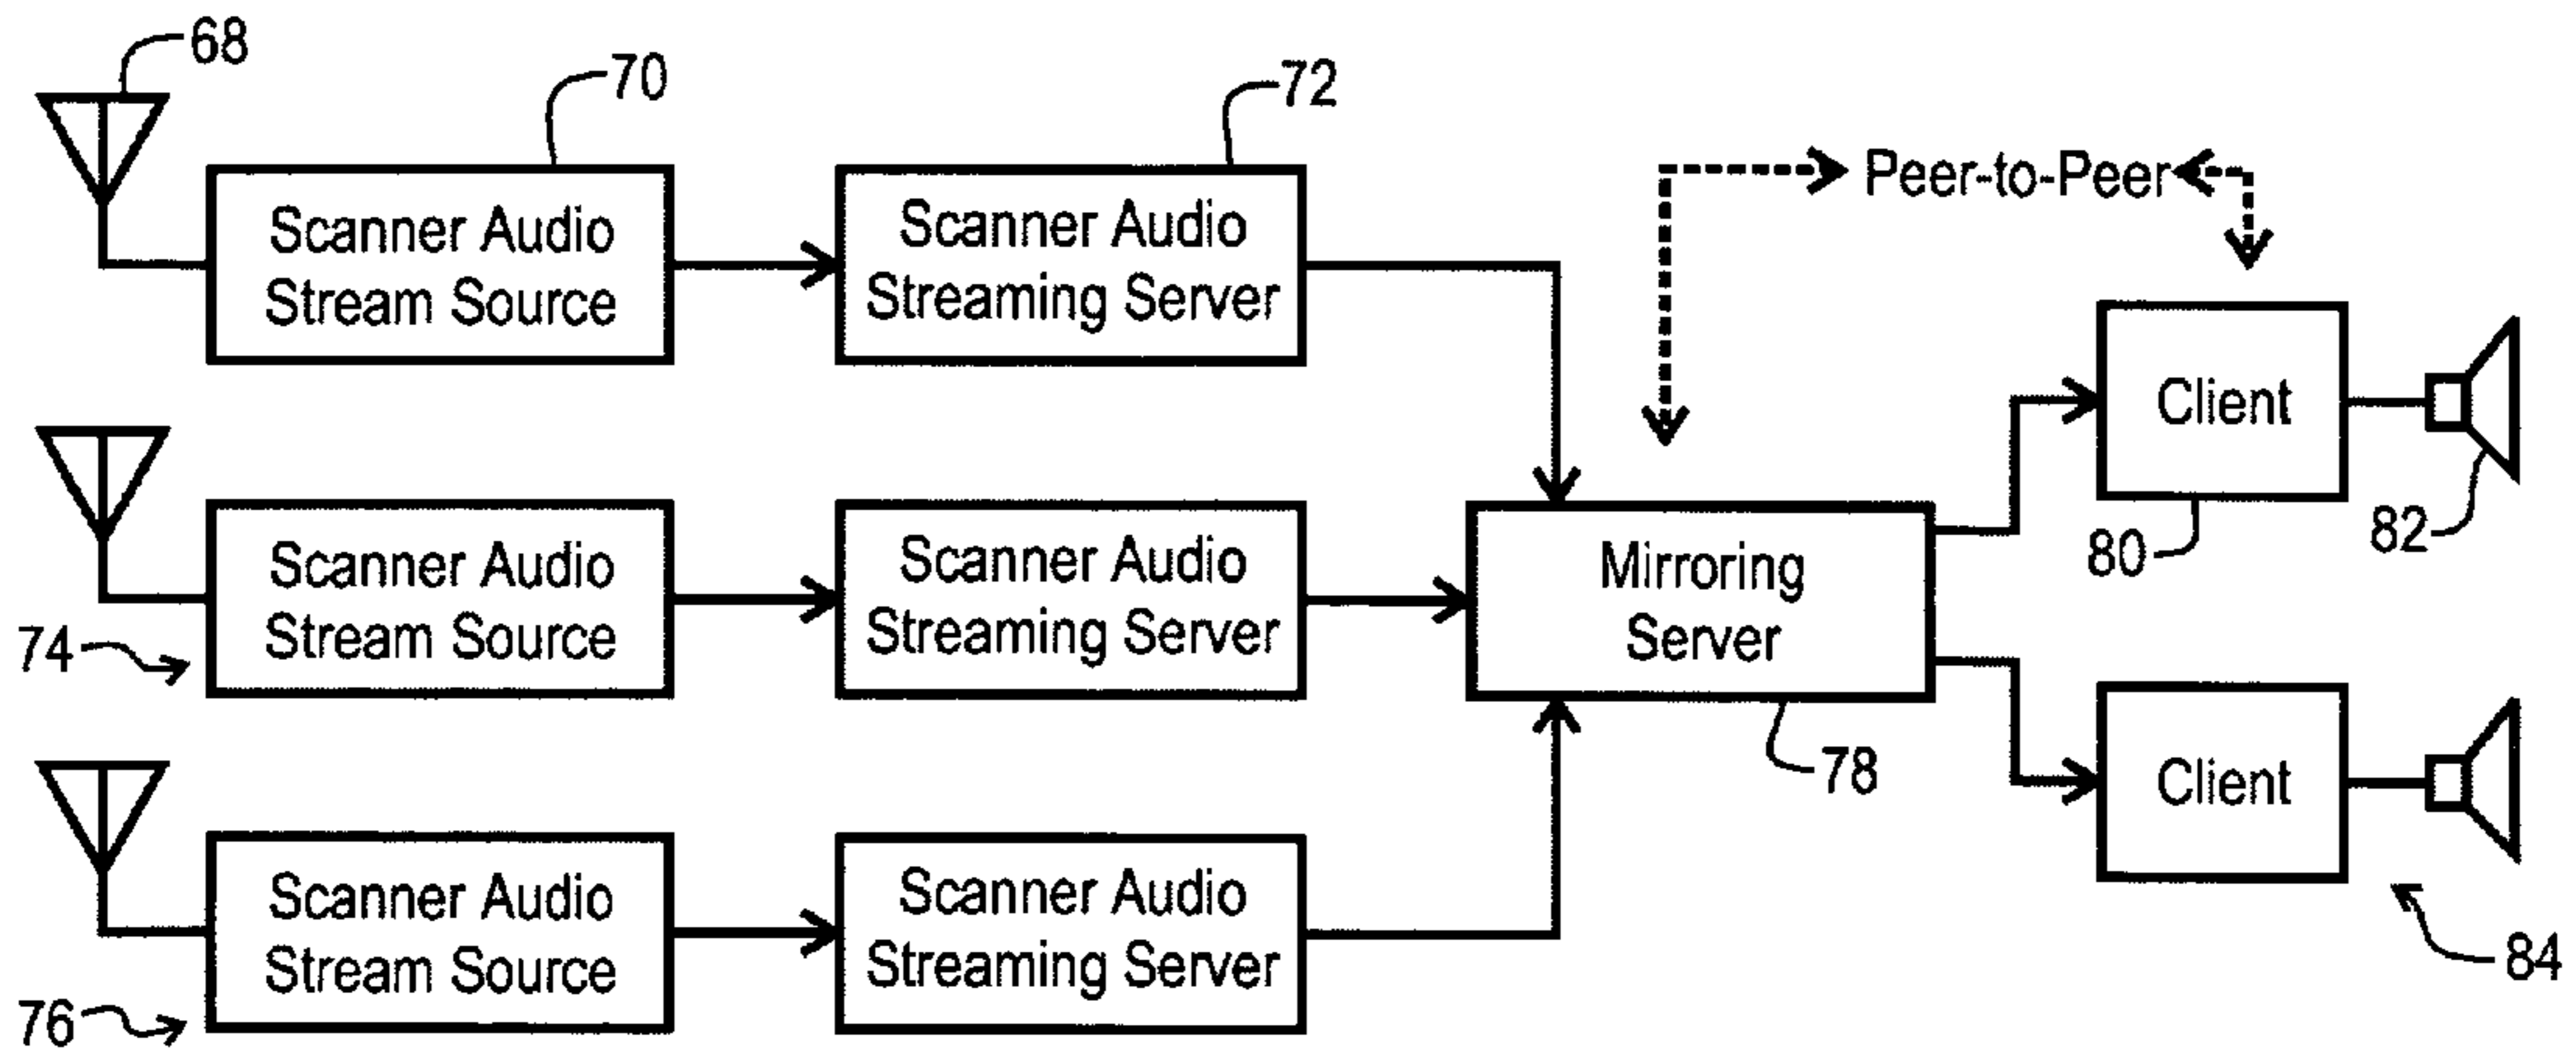 68
70
72
Scanner Audio
Stream Source
Scanner Audio
Streaming Server
Peer-to-Peer
Client
80
82
74
Scanner Audio
Stream Source
Scanner Audio
Streaming Server
Mirroring
Server
78
Client
84
76
Scanner Audio
Stream Source
Scanner Audio
Streaming Server